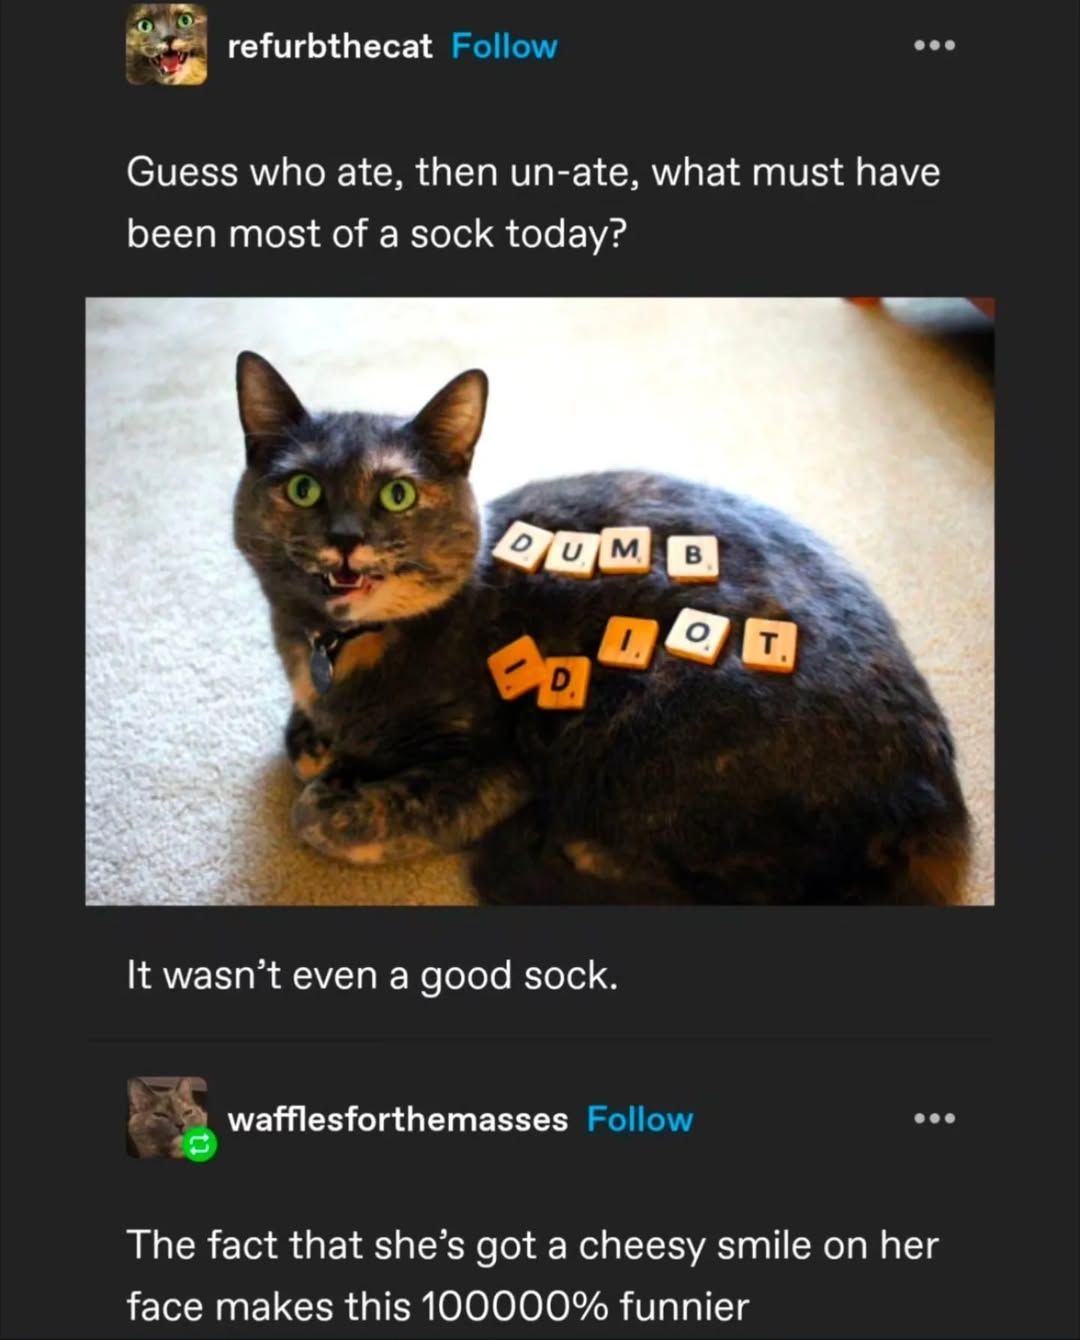 refurbthecat Follow
Guess who ate, then un-ate, what must have
been most of a sock today?
DUMB
IDIOT
It wasn't even a good sock.
wafflesforthemasses Follow
The fact that she's got a cheesy smile on her
face makes this 100000% funnier